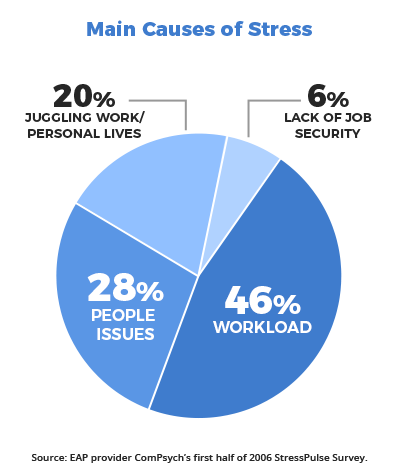 Main Causes of Stress
20%
JUGGLING WORK/
PERSONAL LIVES
6%
LACK OF JOB
SECURITY
28%
PEOPLE
ISSUES
46%
WORKLOAD
Source: EAP provider ComPsych's first half of 2006 StressPulse Survey.